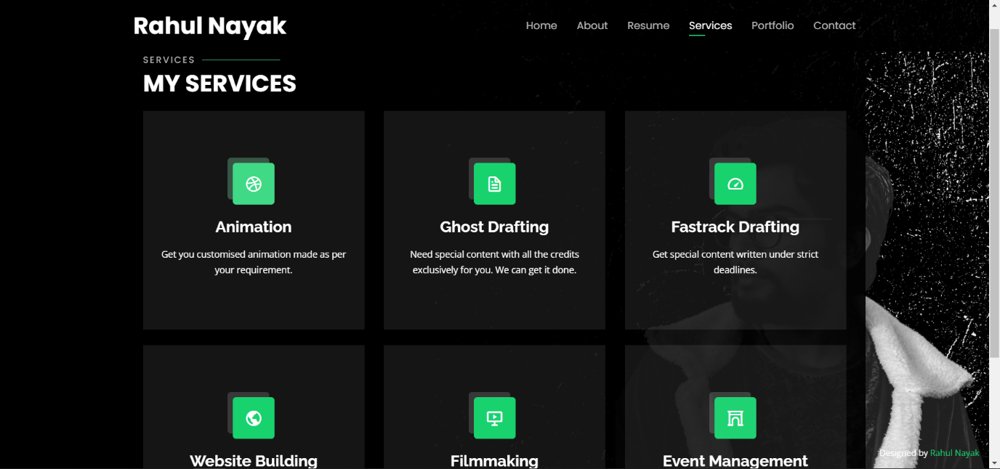 Rahul Nayak
Home About Resume Services Portfolio Contact
SERVICES
MY SERVICES
Animation
Get you customised animation made as per
your requirement.
Ghost Drafting
Need special content with all the credits
exclusively for you. We can get it done.
Fastrack Drafting
Get special content written under strict
deadlines.
Website Building
Filmmaking
Event Management
Designed by Rahul Nayak